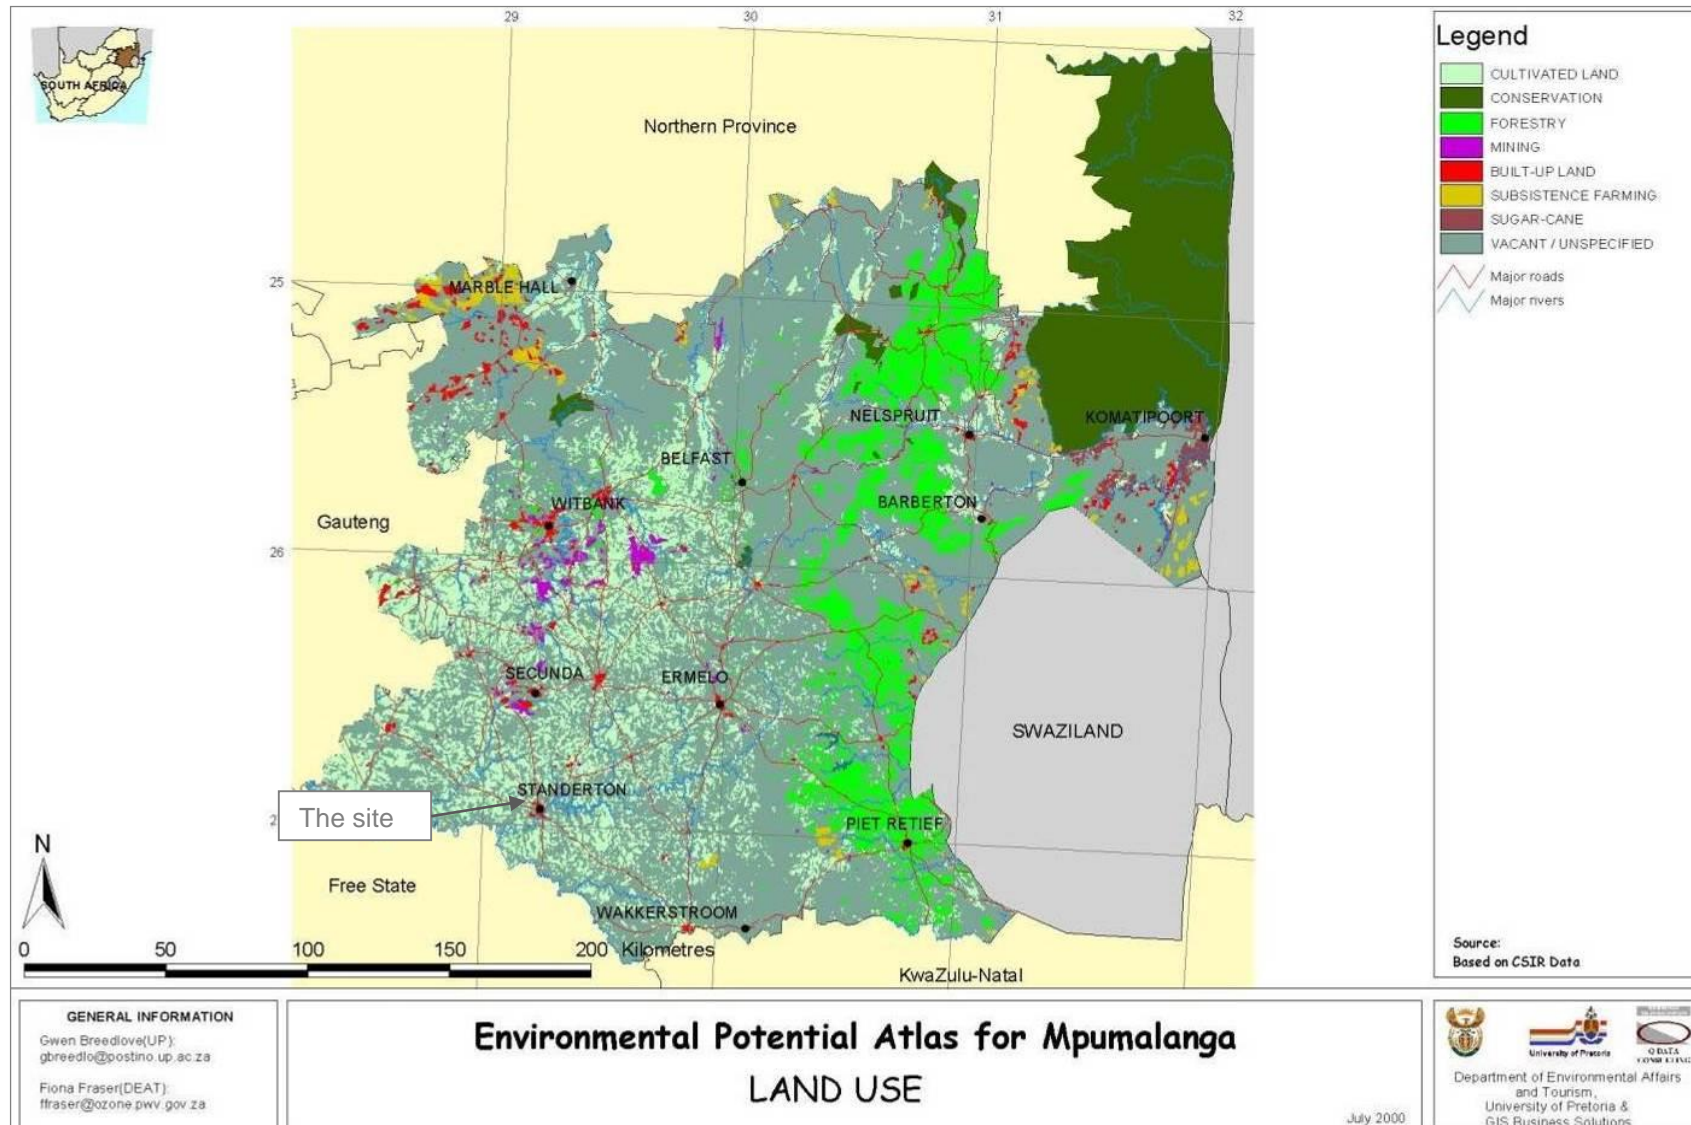 29
30
31
32
SOUTH AFRICA
Northern Province
25
MARBLE HALL
NELSPRUIT
KOMATIPOORT
BELFAST
WITBANK
BARBERTON
Gauteng
26
SECUNDA
ERMELO
SWAZILAND
STANDERTON
The site
2
PIET RETIEF
N
Free State
WAKKERSTROOM
0 50 100 150 200 Kilometres
KwaZulu-Natal
Legend
CULTIVATED LAND
CONSERVATION
FORESTRY
MINING
BUILT-UP LAND
SUBSISTENCE FARMING
SUGAR-CANE
VACANT / UNSPECIFIED
Major roads
Major rivers
Source:
Based on CSIR Data
GENERAL INFORMATION
Gwen Breedlove(UP):
gbreedlo@postino.up.ac.za
Fiona Fraser(DEAT):
ffraser@ozone.pwv.gov.za
Environmental Potential Atlas for Mpumalanga
LAND USE
July 2000
University of Pretoria
Q DATA
CONSULTING
Department of Environmental Affairs
and Tourism,
University of Pretoria &
GIS Business Solutions